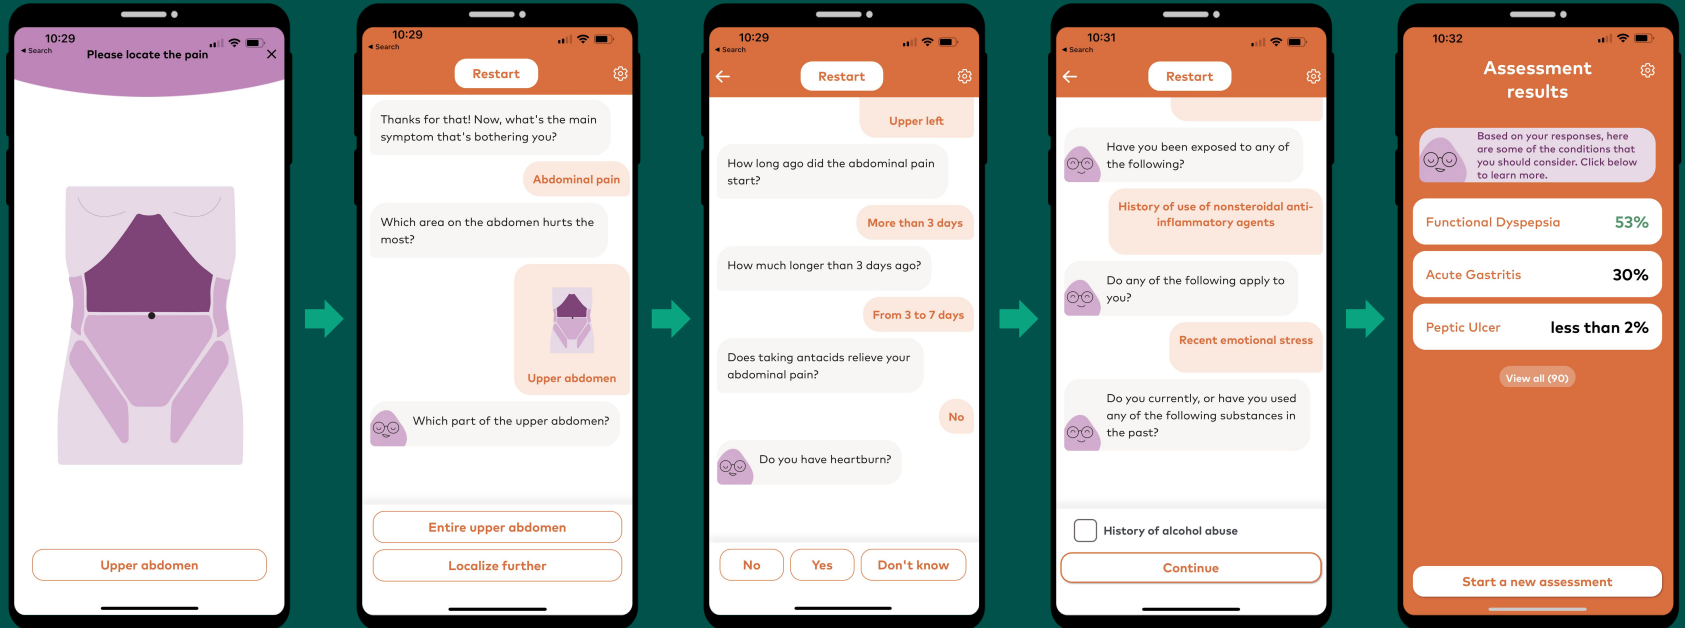 10:29
◂ Search
Please locate the pain
Upper abdomen
10:29
◂ Search
Restart
Thanks for that! Now, what's the main
symptom that's bothering you?
Abdominal pain
Which area on the abdomen hurts the
most?
Upper abdomen
Which part of the upper abdomen?
Entire upper abdomen
Localize further
10:29
◂ Search
Restart
Upper left
How long ago did the abdominal pain
start?
More than 3 days
How much longer than 3 days ago?
From 3 to 7 days
Does taking antacids relieve your
abdominal pain?
No
Do you have heartburn?
No
Yes
Don't know
10:31
◂ Search
Restart
Have you been exposed to any of
the following?
History of use of nonsteroidal anti-
inflammatory agents
Do any of the following apply to
you?
Recent emotional stress
Do you currently, or have you used
any of the following substances in
the past?
History of alcohol abuse
Continue
10:32
Assessment
results
Based on your responses, here
are some of the conditions that
you should consider. Click below
to learn more.
Functional Dyspepsia 53%
Acute Gastritis 30%
Peptic Ulcer less than 2%
View all (90)
Start a new assessment